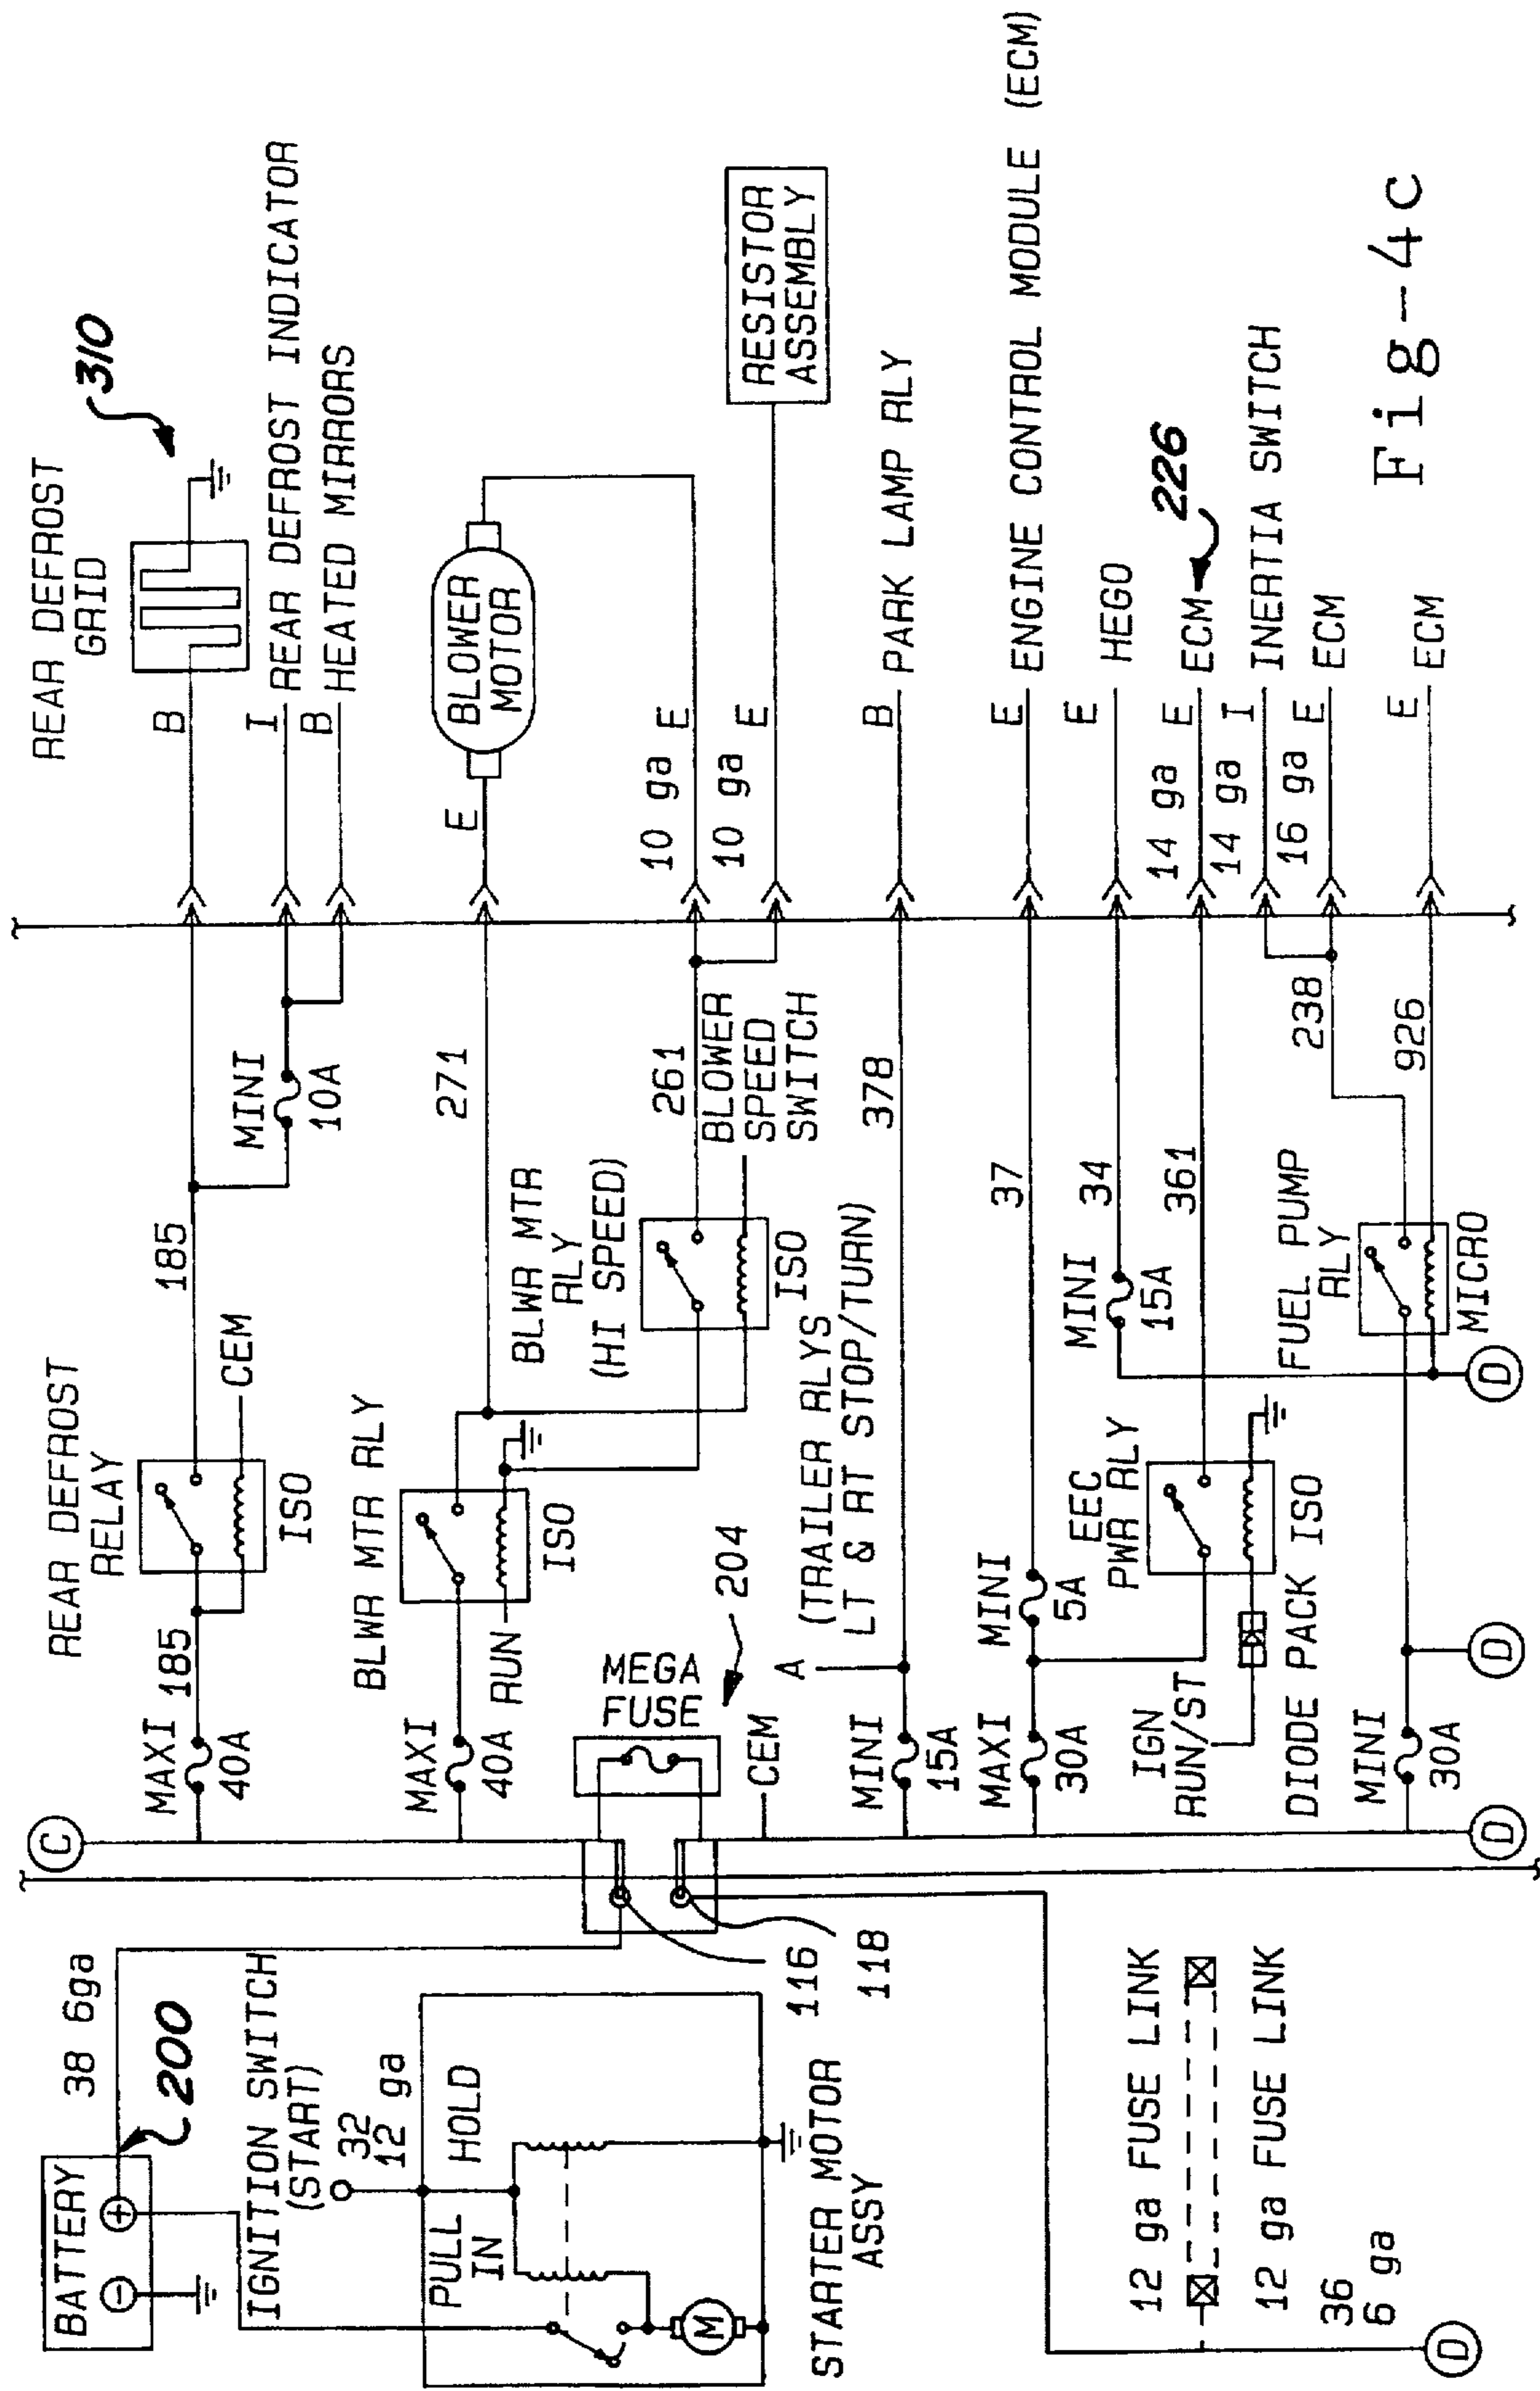 BATTERY
38 6ga
200
IGNITION SWITCH
(START)
32
12 ga
PULL
IN
HOLD
M
STARTER MOTOR
ASSY
116
118
12 ga FUSE LINK
12 ga FUSE LINK
36
6 ga
D
C
MAXI
40A
185
REAR DEFROST
RELAY
ISO
CEM
185
MINI
10A
B
REAR DEFROST
GRID
310
I
REAR DEFROST INDICATOR
B
HEATED MIRRORS
MAXI
40A
BLWR MTR RLY
RUN
ISO
271
E
BLOWER
MOTOR
BLWR MTR
RLY
(HI SPEED)
ISO
261
BLOWER
SPEED
SWITCH
10 ga E
10 ga E
RESISTOR
ASSEMBLY
MEGA
FUSE
204
CEM
A
(TRAILER RLYS
LT & RT STOP/TURN)
MINI
15A
378
B
PARK LAMP RLY
MAXI
30A
MINI
5A
37
E
ENGINE CONTROL MODULE (ECM)
MINI
15A
34
E
HEGO
IGN
RUN/ST
DIODE PACK
EEC
PWR RLY
ISO
361
14 ga E
ECM
226
14 ga I
INERTIA SWITCH
MINI
30A
FUEL PUMP
RLY
MICRO
238
16 ga E
ECM
926
E
ECM
D
D
D
Fig-4c